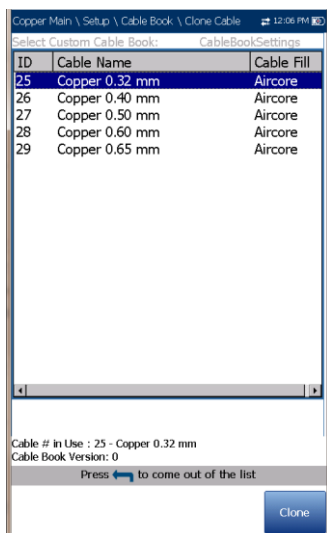 Copper Main \ Setup \ Cable Book \ Clone Cable 12:06 PM
Select Custom Cable Book: CableBookSettings
ID Cable Name Cable Fill
25 Copper 0.32 mm Aircore
26 Copper 0.40 mm Aircore
27 Copper 0.50 mm Aircore
28 Copper 0.60 mm Aircore
29 Copper 0.65 mm Aircore
Cable # in Use : 25 - Copper 0.32 mm
Cable Book Version: 0
Press to come out of the list
Clone